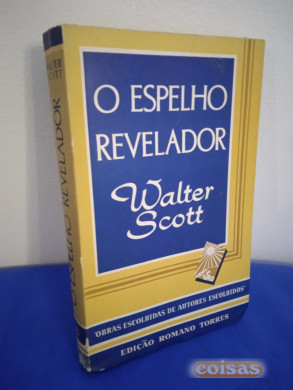 O ESPELHO
REVELADOR
Walter
Scott
"OBRAS ESCOLHIDAS DE AUTORES ESCOLHIDOS"
EDIÇÃO ROMANO TORRES
WALTER
SCOTT
O ESPELHO REVELADOR
coisas